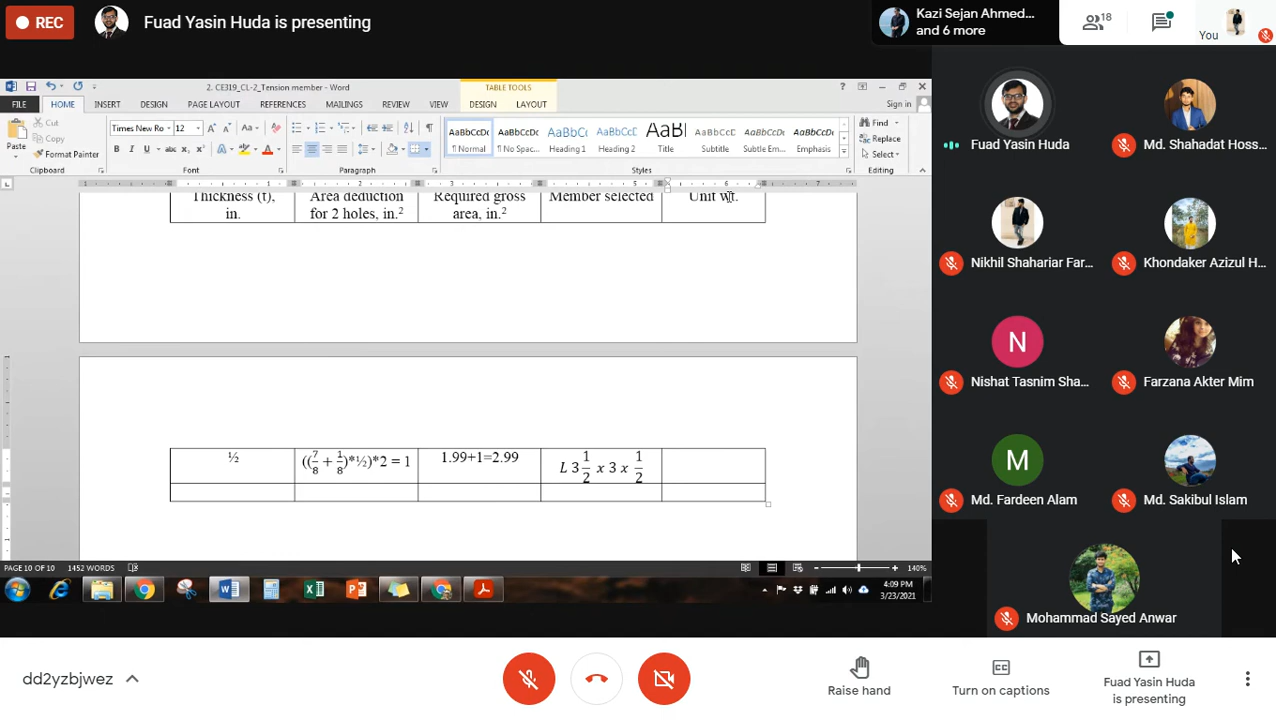 REC
Fuad Yasin Huda is presenting
Kazi Sejan Ahmed...
and 6 more
18
You
2. CE319_CL-2_Tension member - Word
TABLE TOOLS
FILE HOME INSERT DESIGN PAGE LAYOUT REFERENCES MAILINGS REVIEW VIEW DESIGN LAYOUT
Sign in
Paste
Cut
Copy
Format Painter
Clipboard
Times New Ro 12
Font
Paragraph
AaBbCcDc AaBbCcDc AaBbCc AaBbCc AaB AaBbCcD AaBbCcDc AaBbCcDc
¶ Normal ¶ No Spac... Heading 1 Heading 2 Title Subtitle Subtle Em... Emphasis
Styles
Find
Replace
Select
Editing
Thickness (t), in.
Area deduction for 2 holes, in.²
Required gross area, in.²
Member selected
Unit wt.
½
((7/8 + 1/8)*½)*2 = 1
1.99+1=2.99
L 3 1/2 x 3 x 1/2
PAGE 10 OF 10 1452 WORDS
140%
4:09 PM
3/23/2021
Fuad Yasin Huda
Md. Shahadat Hoss...
Nikhil Shahariar Far...
Khondaker Azizul H...
N
Nishat Tasnim Sha...
Farzana Akter Mim
M
Md. Fardeen Alam
Md. Sakibul Islam
Mohammad Sayed Anwar
dd2yzbjwez
Raise hand
Turn on captions
Fuad Yasin Huda
is presenting